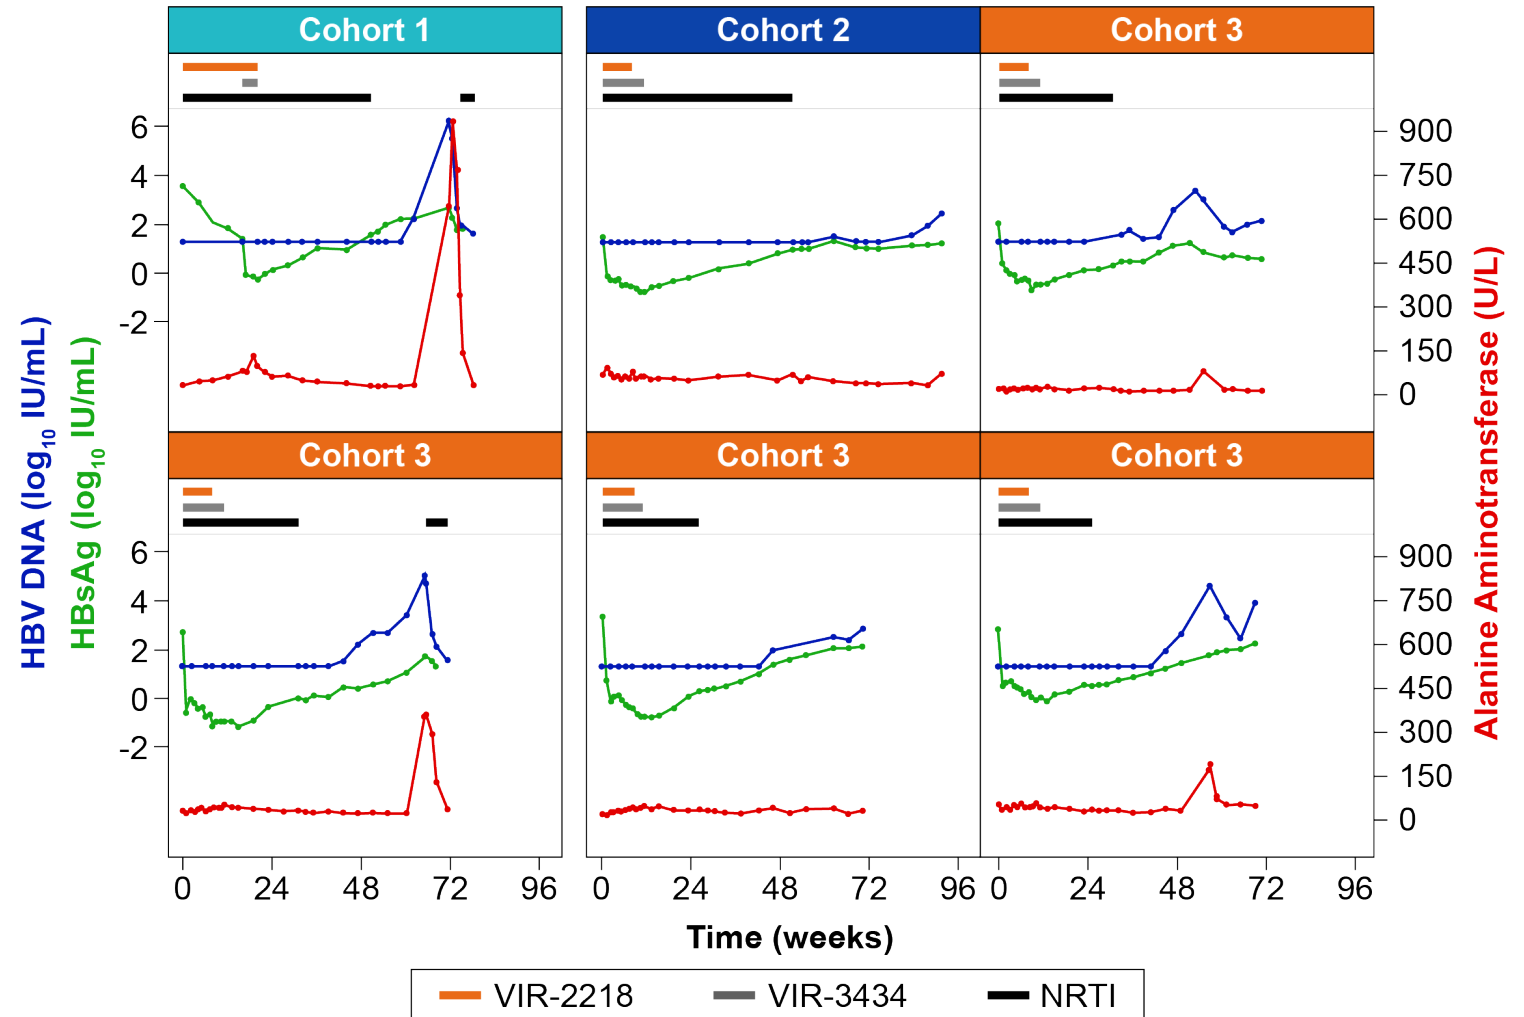 Cohort 1
Cohort 2
Cohort 3
6
4
2
0
-2
900
750
600
450
300
150
0
HBV DNA (log10 IU/mL)
HBsAg (log10 IU/mL)
Alanine Aminotransferase (U/L)
Cohort 3
Cohort 3
Cohort 3
6
4
2
0
-2
900
750
600
450
300
150
0
0 24 48 72 96
0 24 48 72 96
0 24 48 72 96
Time (weeks)
VIR-2218 VIR-3434 NRTI